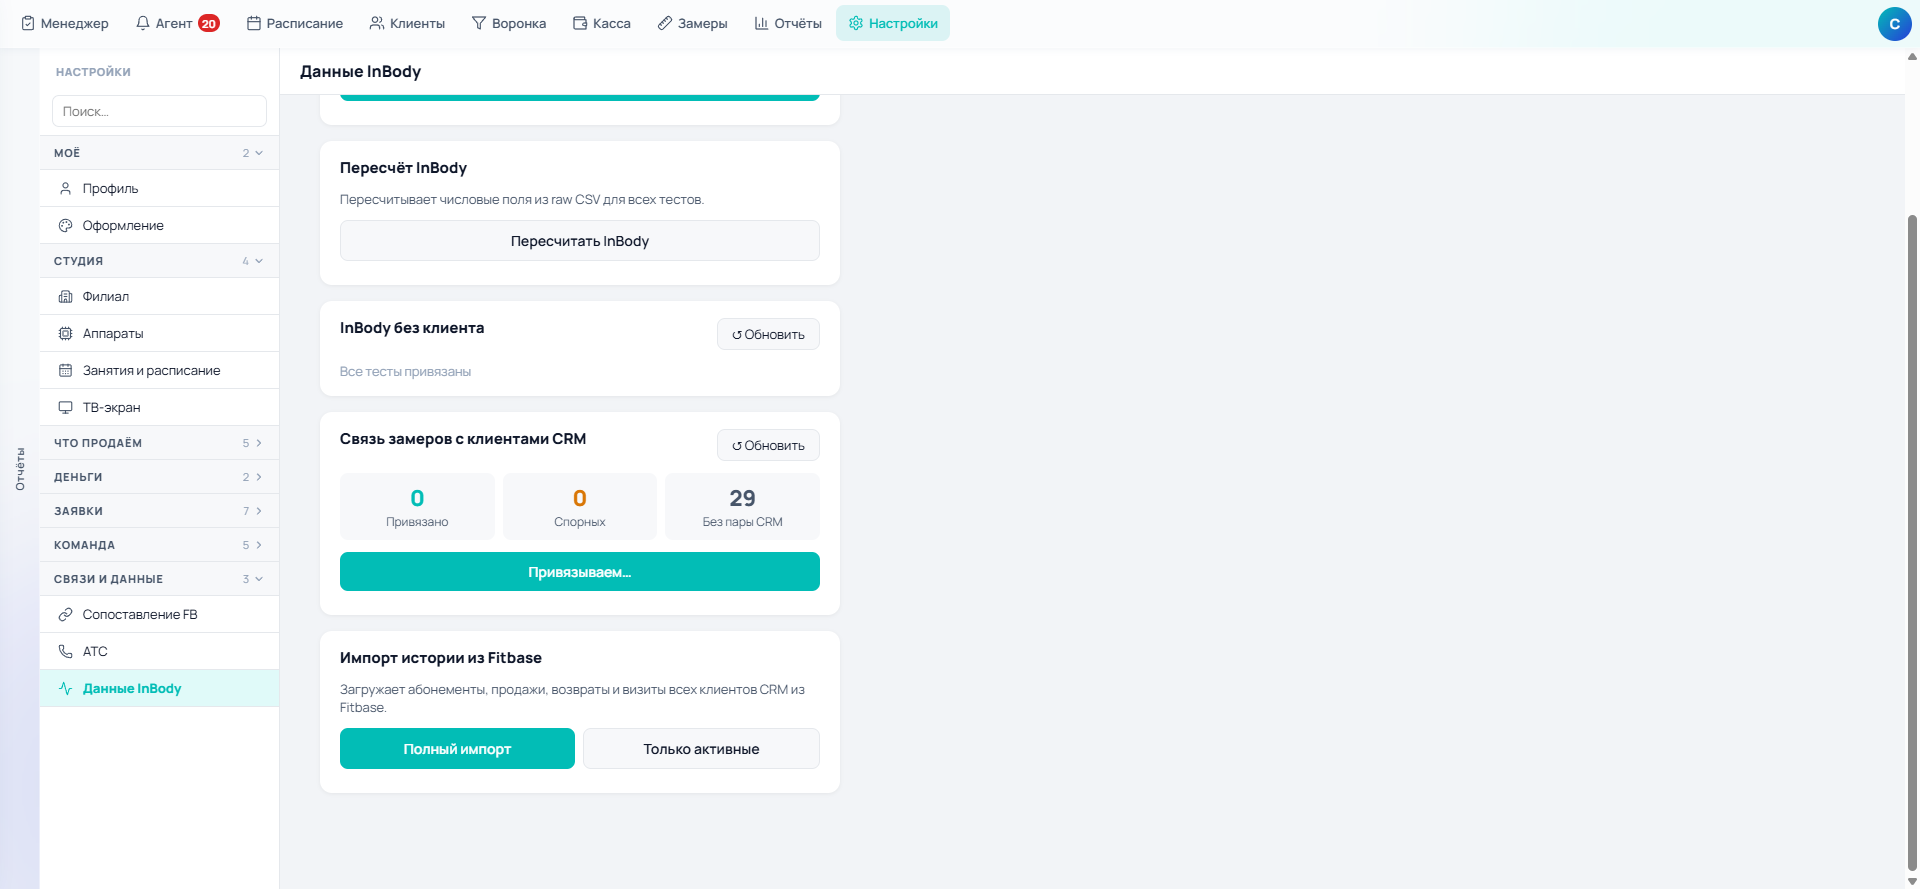 Менеджер
Агент 20
Расписание
Клиенты
Воронка
Касса
Замеры
Отчёты
Настройки
С
Отчёты
НАСТРОЙКИ
Поиск...
МОЁ 2
Профиль
Оформление
СТУДИЯ 4
Филиал
Аппараты
Занятия и расписание
ТВ-экран
ЧТО ПРОДАЁМ 5
ДЕНЬГИ 2
ЗАЯВКИ 7
КОМАНДА 5
СВЯЗИ И ДАННЫЕ 3
Сопоставление FB
АТС
Данные InBody
Данные InBody
Пересчёт InBody
Пересчитывает числовые поля из raw CSV для всех тестов.
Пересчитать InBody
InBody без клиента
↺ Обновить
Все тесты привязаны
Связь замеров с клиентами CRM
↺ Обновить
0
Привязано
0
Спорных
29
Без пары CRM
Привязываем...
Импорт истории из Fitbase
Загружает абонементы, продажи, возвраты и визиты всех клиентов CRM из
Fitbase.
Полный импорт
Только активные